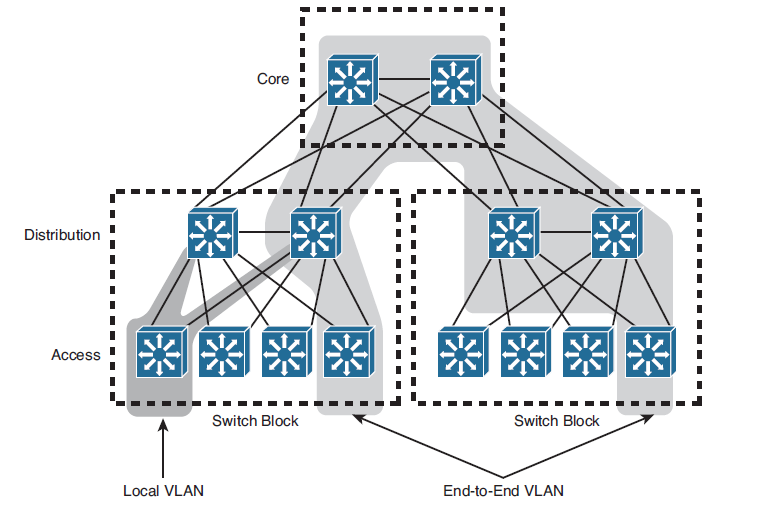 Core
Distribution
Access
Switch Block
Switch Block
Local VLAN
End-to-End VLAN